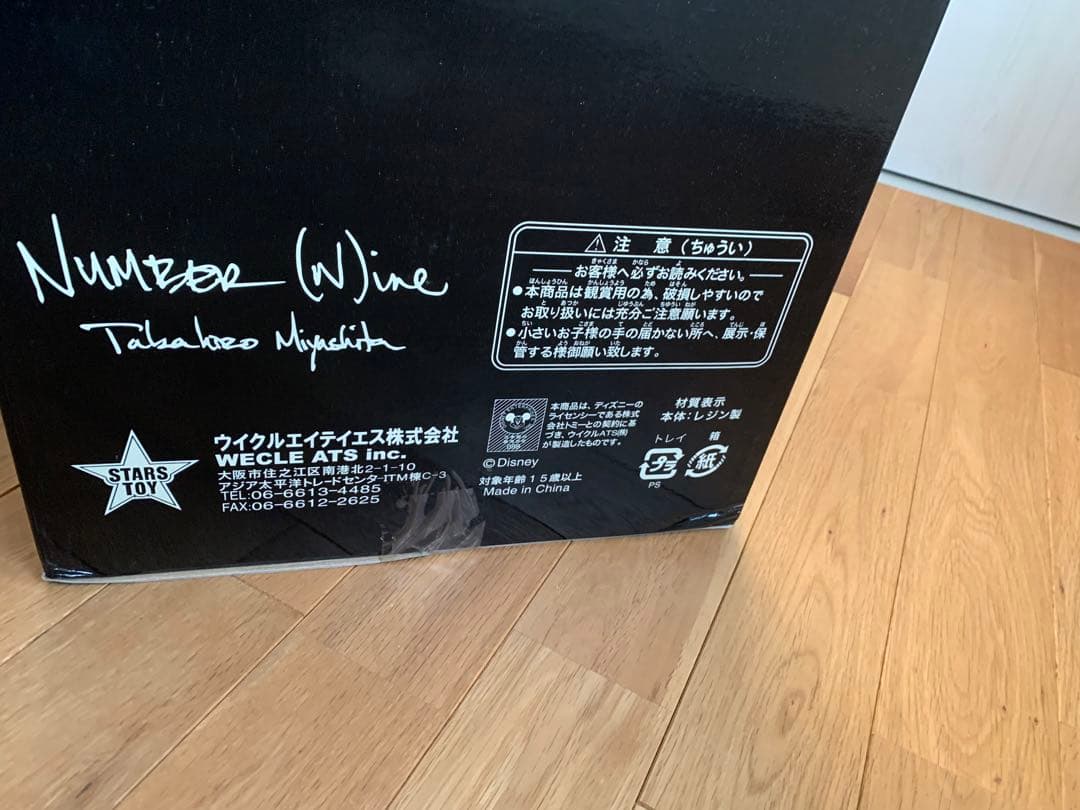 NUMBER (N)ine
Takahiro Miyashita
STARS
TOY
ウイクルエイテイエス株式会社
WECLE ATS inc.
大阪市住之江区南港北2-1-10
アジア太平洋トレードセンターITM棟C-3
TEL:06-6613-4485
FAX:06-6612-2625
⚠注 意(ちゅうい)
お客様へ必ずお読みください。
●本商品は観賞用の為、破損しやすいので
お取り扱いには充分ご注意願います。
●小さいお子様の手の届かない所へ、展示・保
管する様御願い致します。
本商品は、ディズニーの
ライセンシーである株式
会社トミーとの契約に基
づき、ウイクルATS(株)
が製造したものです。
©Disney
対象年齢15歳以上
Made in China
材質表示
本体:レジン製
トレイ
プラ
PS
箱
紙